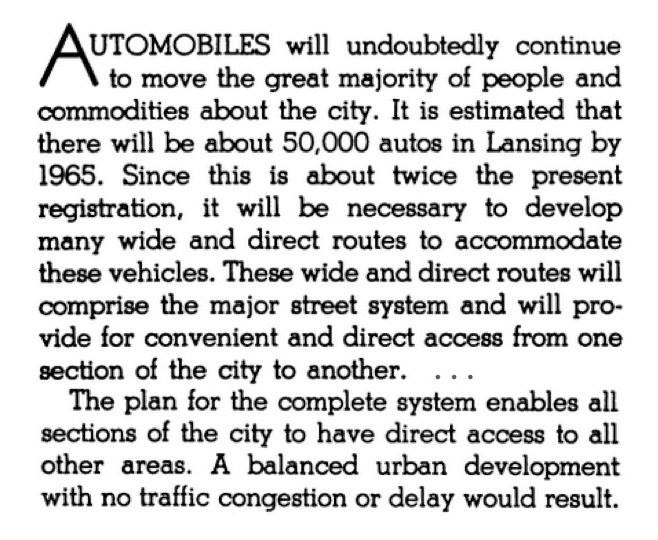 AUTOMOBILES will undoubtedly continue
to move the great majority of people and
commodities about the city. It is estimated that
there will be about 50,000 autos in Lansing by
1965. Since this is about twice the present
registration, it will be necessary to develop
many wide and direct routes to accommodate
these vehicles. These wide and direct routes will
comprise the major street system and will pro-
vide for convenient and direct access from one
section of the city to another. ...
The plan for the complete system enables all
sections of the city to have direct access to all
other areas. A balanced urban development
with no traffic congestion or delay would result.